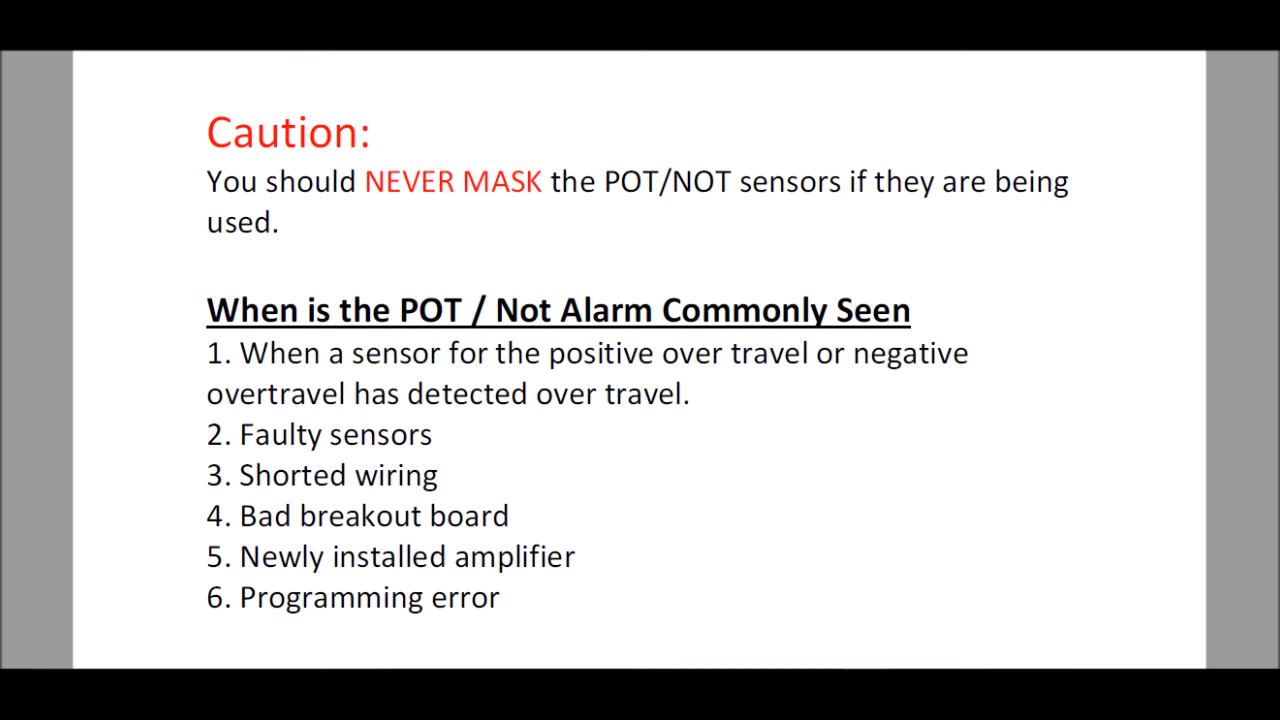 Caution:
You should NEVER MASK the POT/NOT sensors if they are being
used.
When is the POT / Not Alarm Commonly Seen
1. When a sensor for the positive over travel or negative
overtravel has detected over travel.
2. Faulty sensors
3. Shorted wiring
4. Bad breakout board
5. Newly installed amplifier
6. Programming error